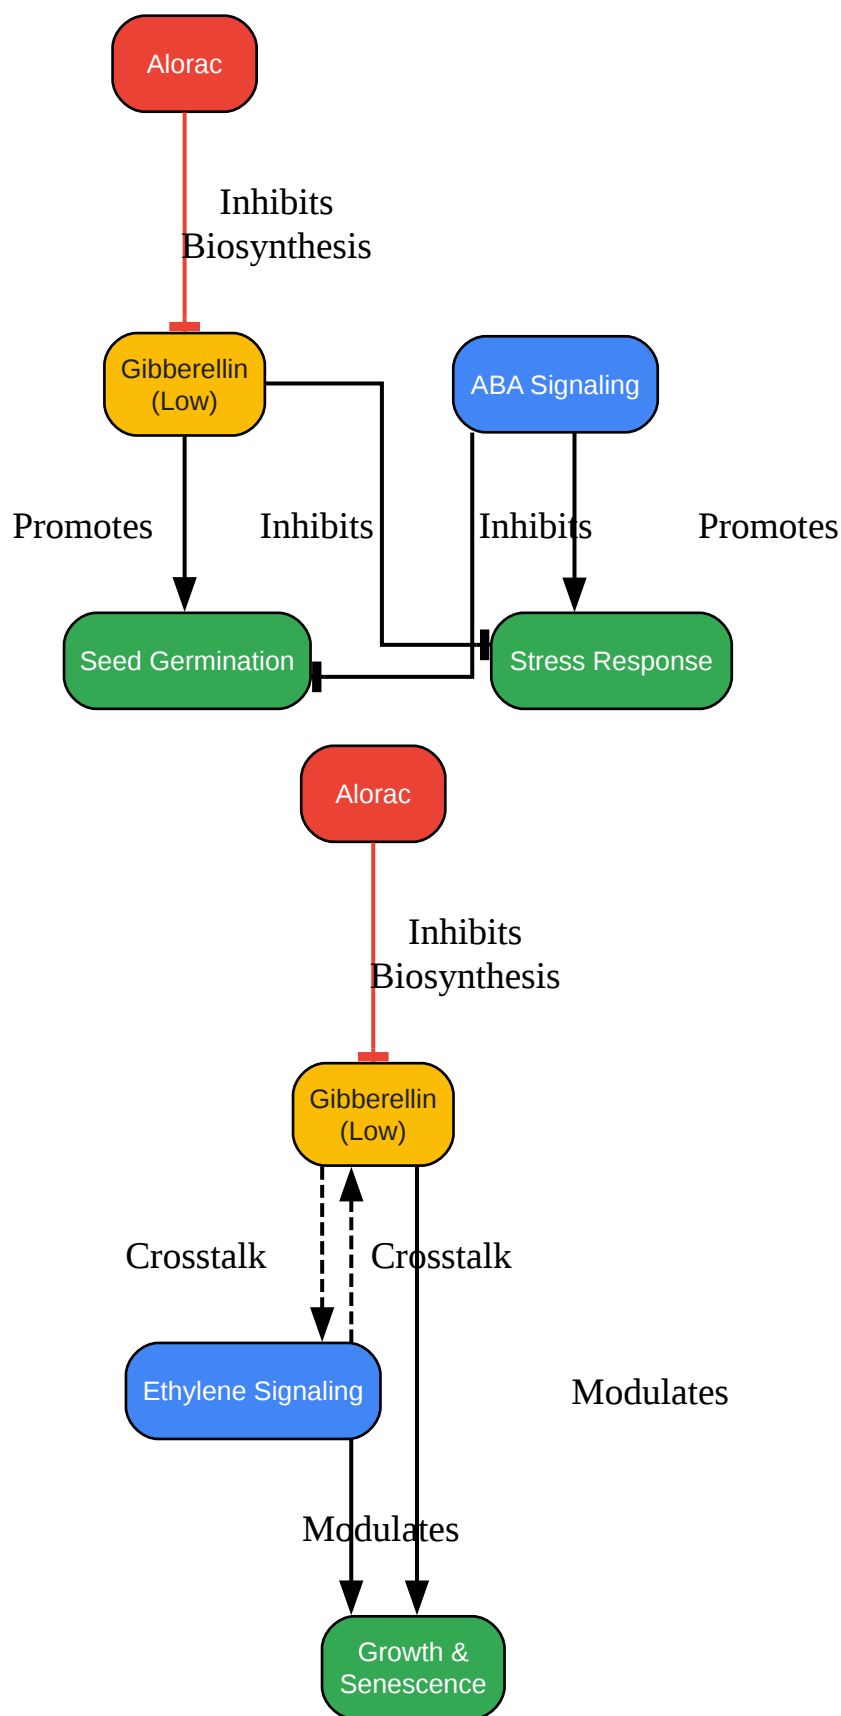 Alorac
Inhibits
Biosynthesis
Gibberellin
(Low)
ABA Signaling
Promotes
Inhibits
Inhibits
Promotes
Seed Germination
Stress Response
Alorac
Inhibits
Biosynthesis
Gibberellin
(Low)
Crosstalk
Crosstalk
Ethylene Signaling
Modulates
Modulates
Growth &
Senescence